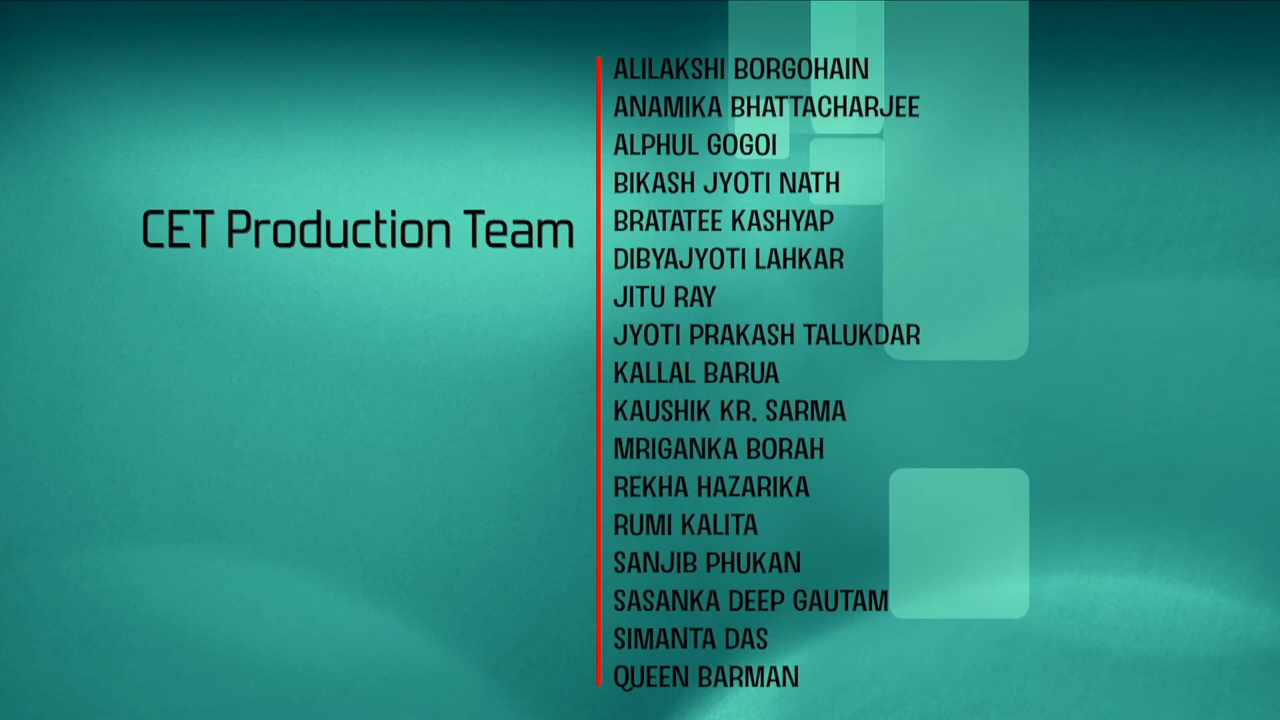 CET Production Team
ALILAKSHI BORGOHAIN
ANAMIKA BHATTACHARJEE
ALPHUL GOGOI
BIKASH JYOTI NATH
BRATATEE KASHYAP
DIBYAJYOTI LAHKAR
JITU RAY
JYOTI PRAKASH TALUKDAR
KALLAL BARUA
KAUSHIK KR. SARMA
MRIGANKA BORAH
REKHA HAZARIKA
RUMI KALITA
SANJIB PHUKAN
SASANKA DEEP GAUTAM
SIMANTA DAS
QUEEN BARMAN